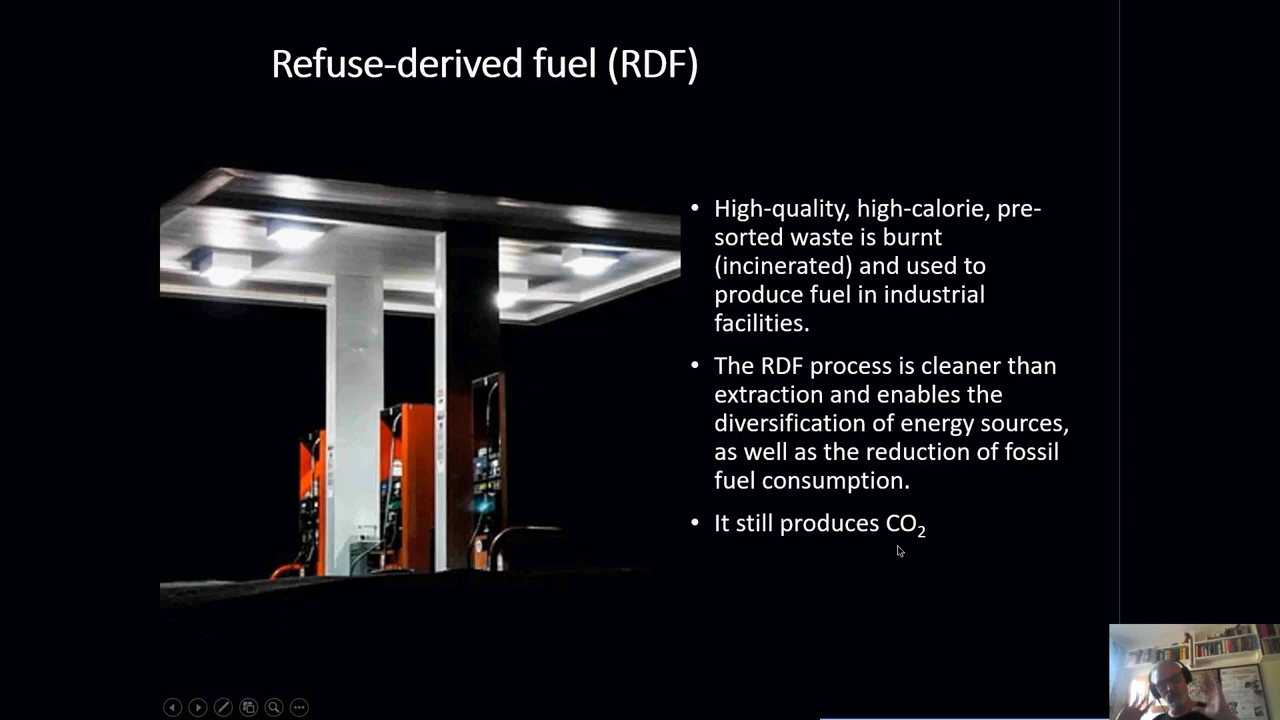 Refuse-derived fuel (RDF)
• High-quality, high-calorie, pre-
sorted waste is burnt
(incinerated) and used to
produce fuel in industrial
facilities.
• The RDF process is cleaner than
extraction and enables the
diversification of energy sources,
as well as the reduction of fossil
fuel consumption.
• It still produces CO₂